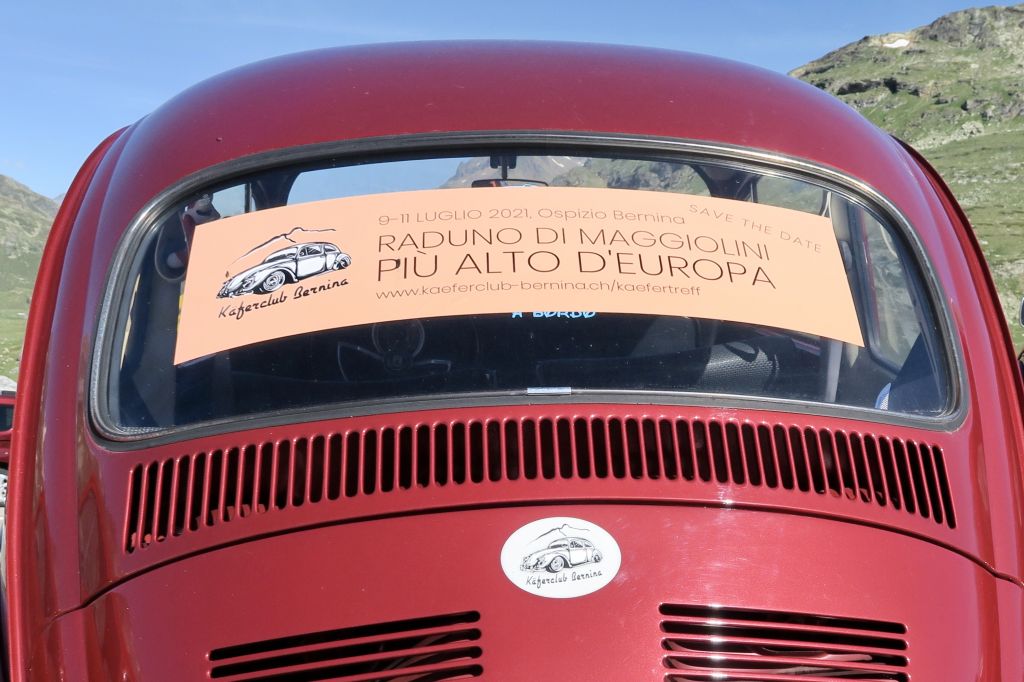 9-11 LUGLIO 2021, Ospizio Bernina
SAVE THE DATE
RADUNO DI MAGGIOLINI
PIÙ ALTO D'EUROPA
www.kaeferclub-bernina.ch/kaefertreff
Käferclub Bernina
A BORDO
Käferclub Bernina